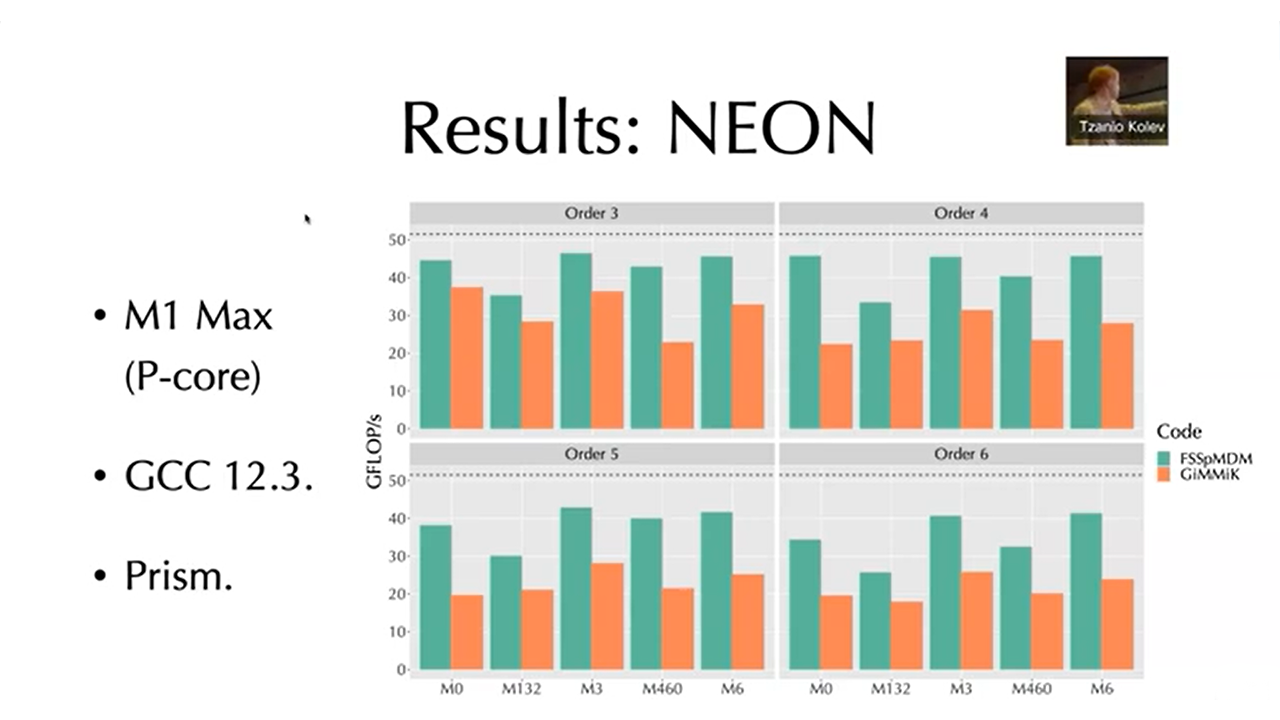 Results: NEON
Tzanio Kolev
• M1 Max
(P-core)
• GCC 12.3.
• Prism.
GFLOP/s
Order 3
Order 4
50
40
30
20
10
0
Order 5
Order 6
50
40
30
20
10
0
M0 M132 M3 M460 M6
M0 M132 M3 M460 M6
Code
FSSpMDM
GiMMiK